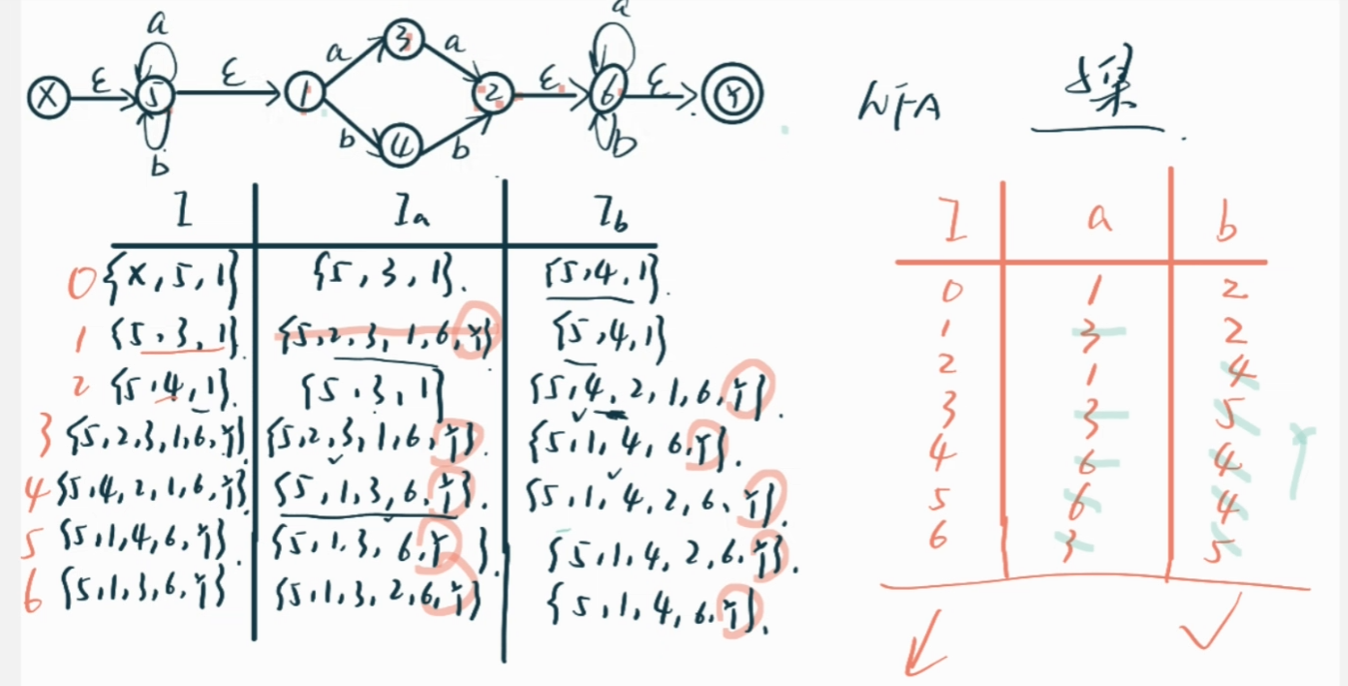 a a
ε ε a 3 a ε ε
X 5 1 2 6 Y
b 4 b
b b
NFA 子集
I Ia Ib
0 {X,5,1} {5,3,1}. {5,4,1}.
1 {5,3,1}. {5,2,3,1,6,Y} {5,4,1}
2 {5,4,1}. {5,3,1} {5,4,2,1,6,Y}.
3 {5,2,3,1,6,Y}. {5,2,3,1,6,Y}. {5,1,4,6,Y}.
4 {5,4,2,1,6,Y}. {5,1,3,6,Y}. {5,1,4,2,6,Y}.
5 {5,1,4,6,Y}. {5,1,3,6,Y}. {5,1,4,2,6,Y}.
6 {5,1,3,6,Y} {5,1,3,2,6,Y} {5,1,4,6,Y}.
I a b
0 1 2
1 3 2
2 1 4
3 3 5
4 6 4
5 6 4
6 3 5